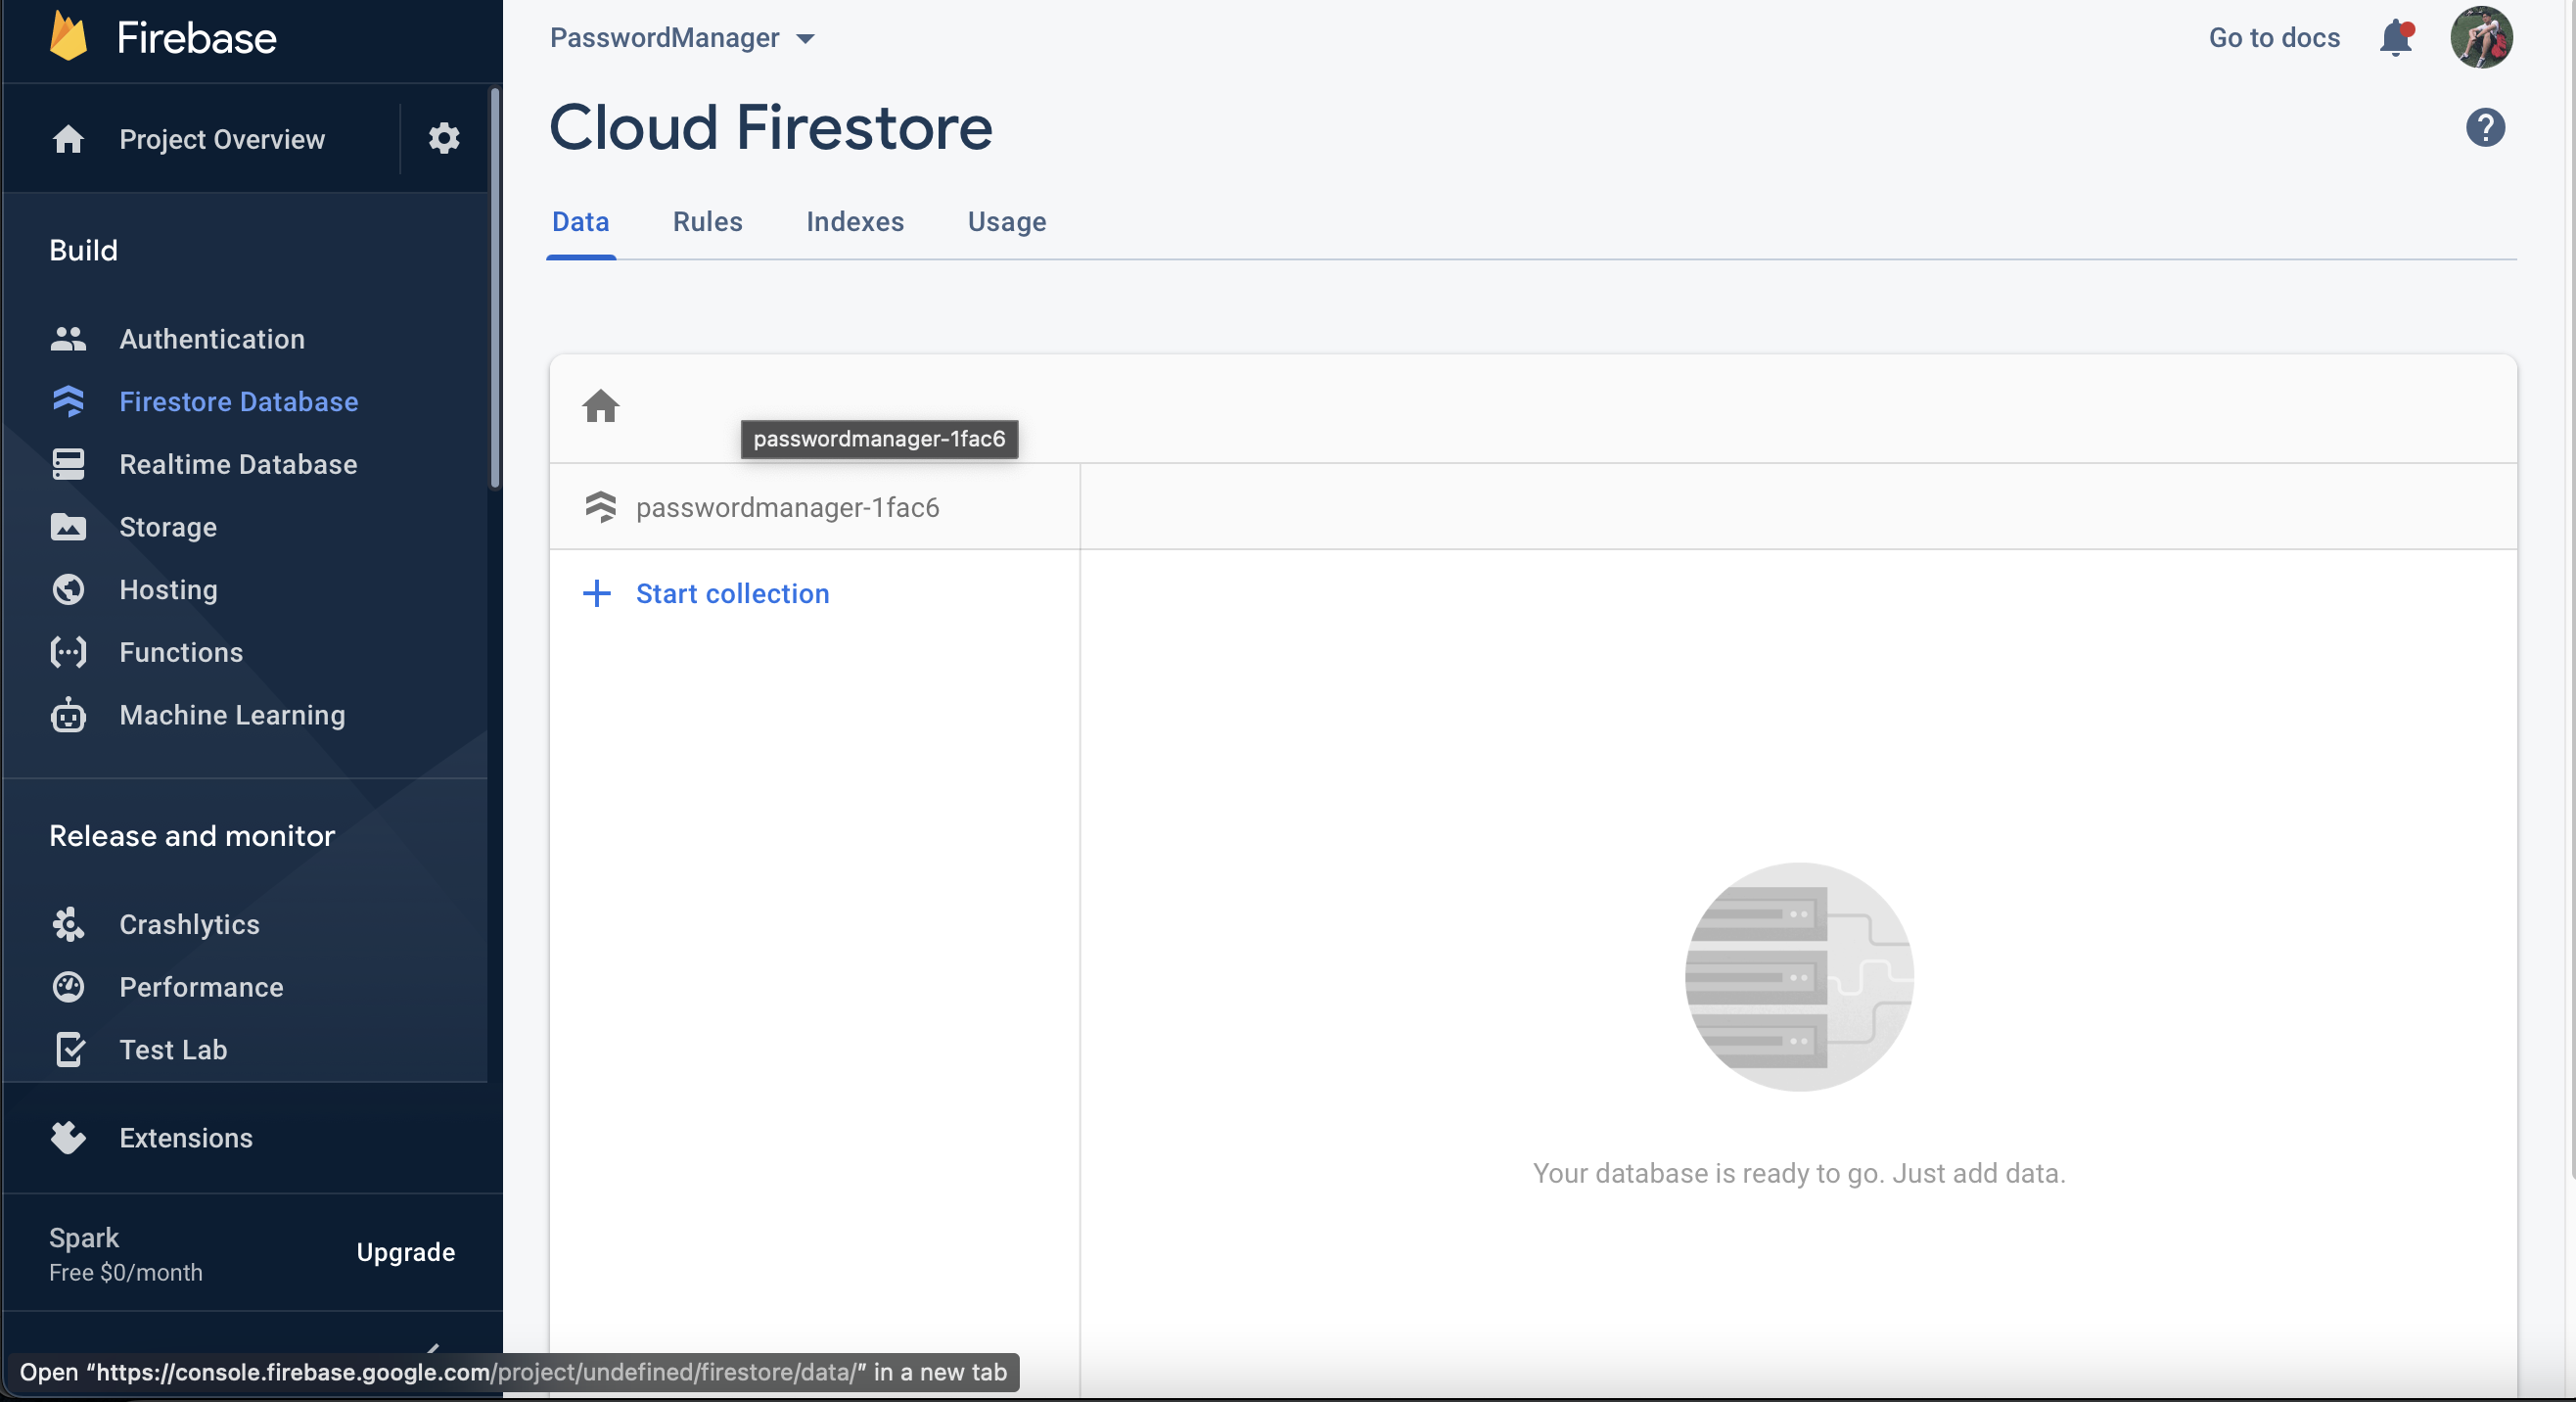 Firebase
Project Overview
Build
Authentication
Firestore Database
Realtime Database
Storage
Hosting
Functions
Machine Learning
Release and monitor
Crashlytics
Performance
Test Lab
Extensions
Spark
Free $0/month
Upgrade
PasswordManager
Go to docs
Cloud Firestore
?
Data Rules Indexes Usage
passwordmanager-1fac6
passwordmanager-1fac6
+ Start collection
Your database is ready to go. Just add data.
Open “https://console.firebase.google.com/project/undefined/firestore/data/” in a new tab